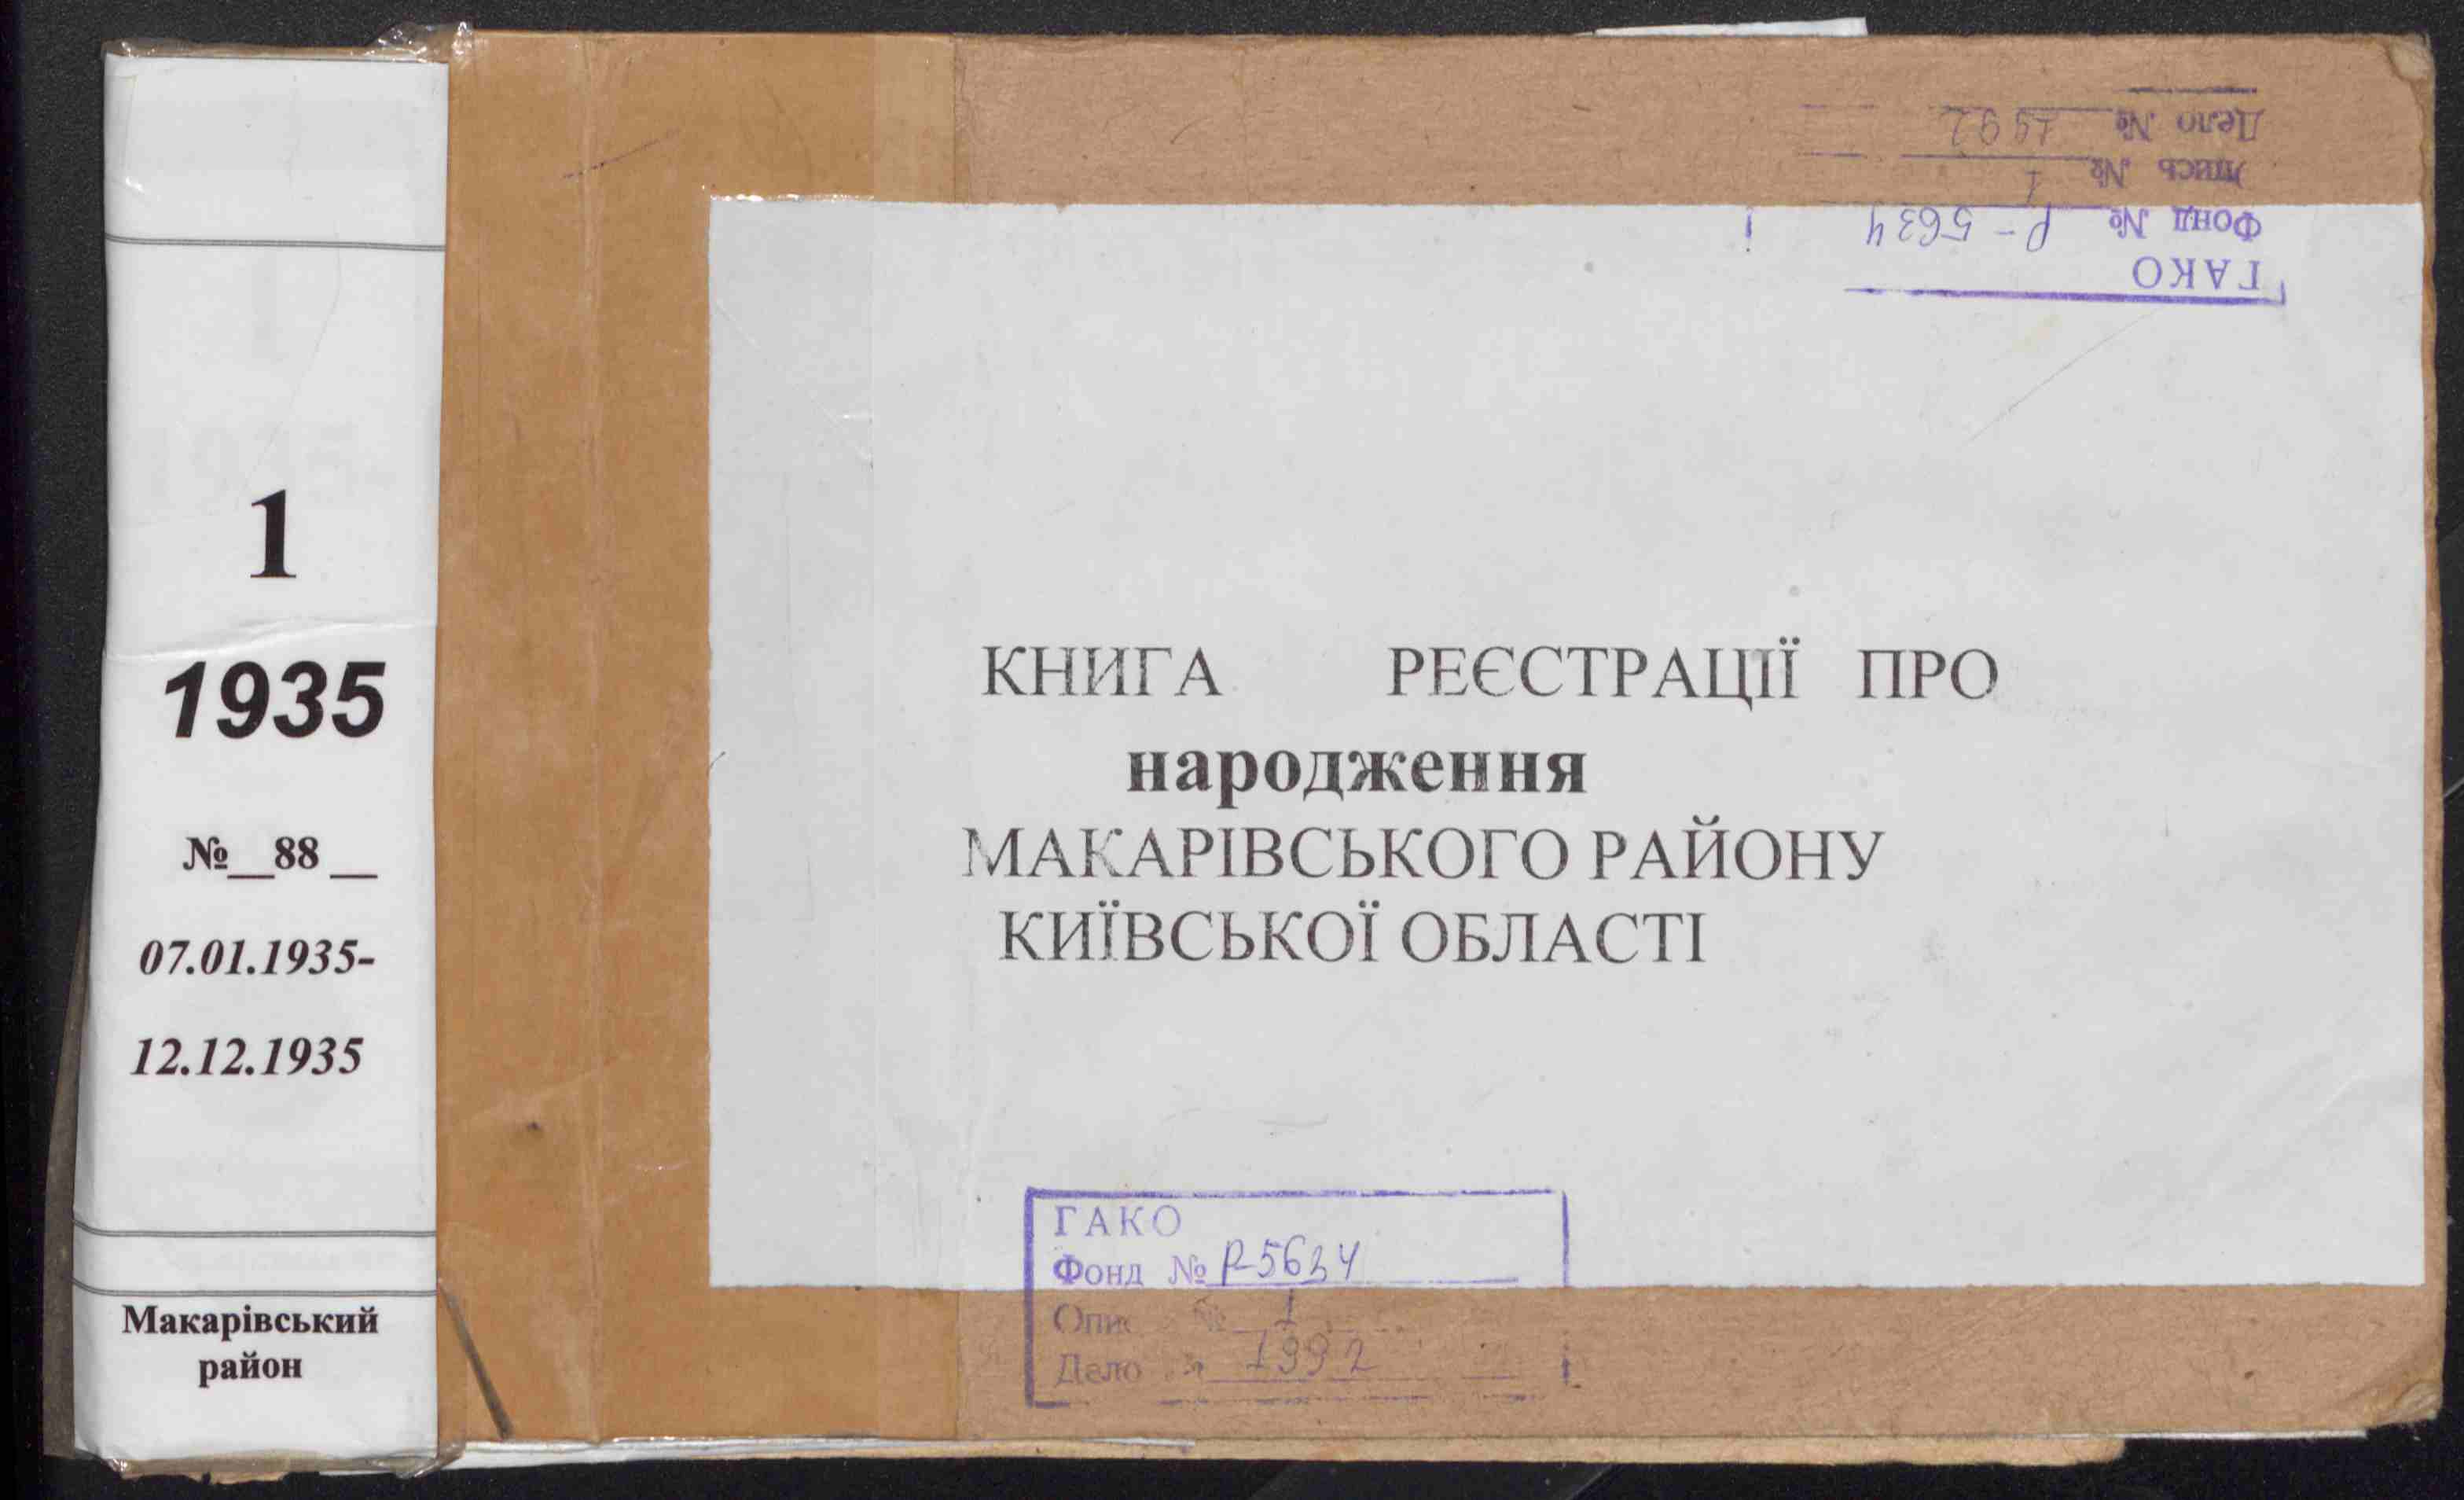 1
1935
№__88__
07.01.1935-
12.12.1935
Макарівський
район
ГАКО
Фонд № Р-5634
Опись № 1
Дело № 1992
КНИГА РЕЄСТРАЦІЇ ПРО
народження
МАКАРІВСЬКОГО РАЙОНУ
КИЇВСЬКОЇ ОБЛАСТІ
ГАКО
Фонд № Р-5634
Опис № 1
Дело № 1992